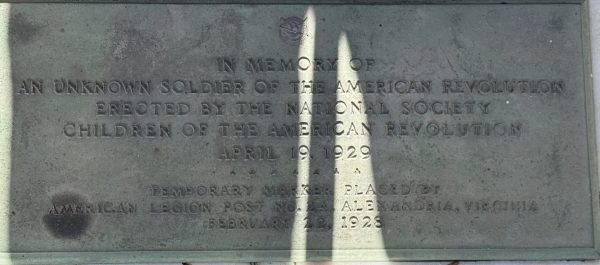 IN MEMORY OF
AN UNKNOWN SOLDIER OF THE AMERICAN REVOLUTION
ERECTED BY THE NATIONAL SOCIETY
CHILDREN OF THE AMERICAN REVOLUTION
APRIL 19, 1929
TEMPORARY MARKER PLACED BY
AMERICAN LEGION POST NO. 24, ALEXANDRIA, VIRGINIA
FEBRUARY 22, 1928